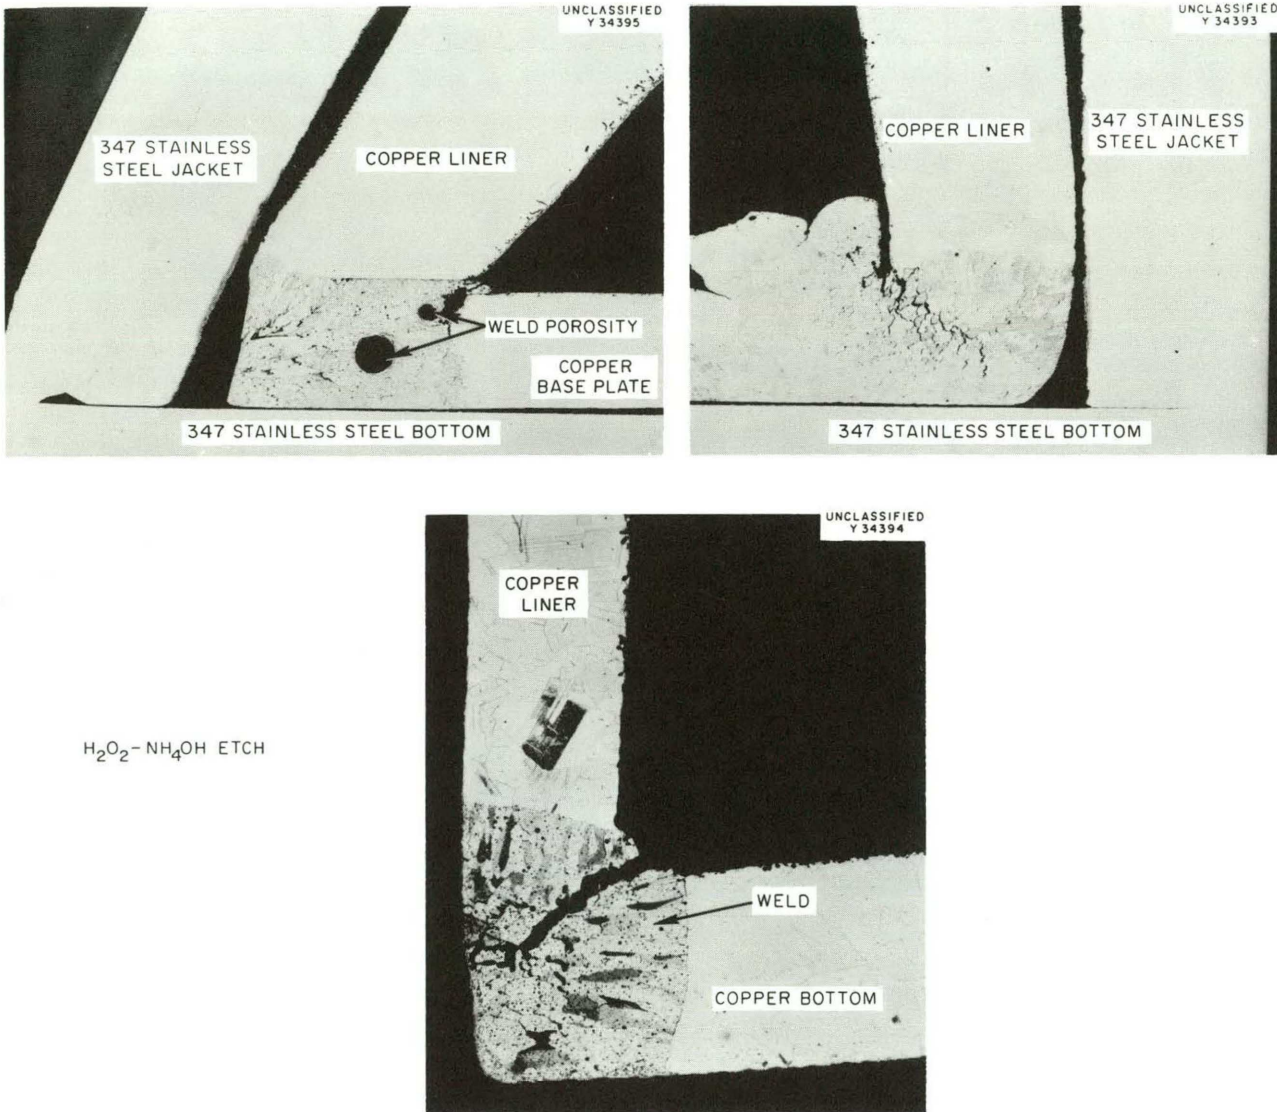 UNCLASSIFIED
Y 34395
347 STAINLESS
STEEL JACKET
COPPER LINER
WELD POROSITY
COPPER
BASE PLATE
347 STAINLESS STEEL BOTTOM
UNCLASSIFIED
Y 34393
COPPER LINER
347 STAINLESS
STEEL JACKET
347 STAINLESS STEEL BOTTOM
UNCLASSIFIED
Y 34394
COPPER
LINER
WELD
COPPER BOTTOM
H₂O₂-NH₄OH ETCH